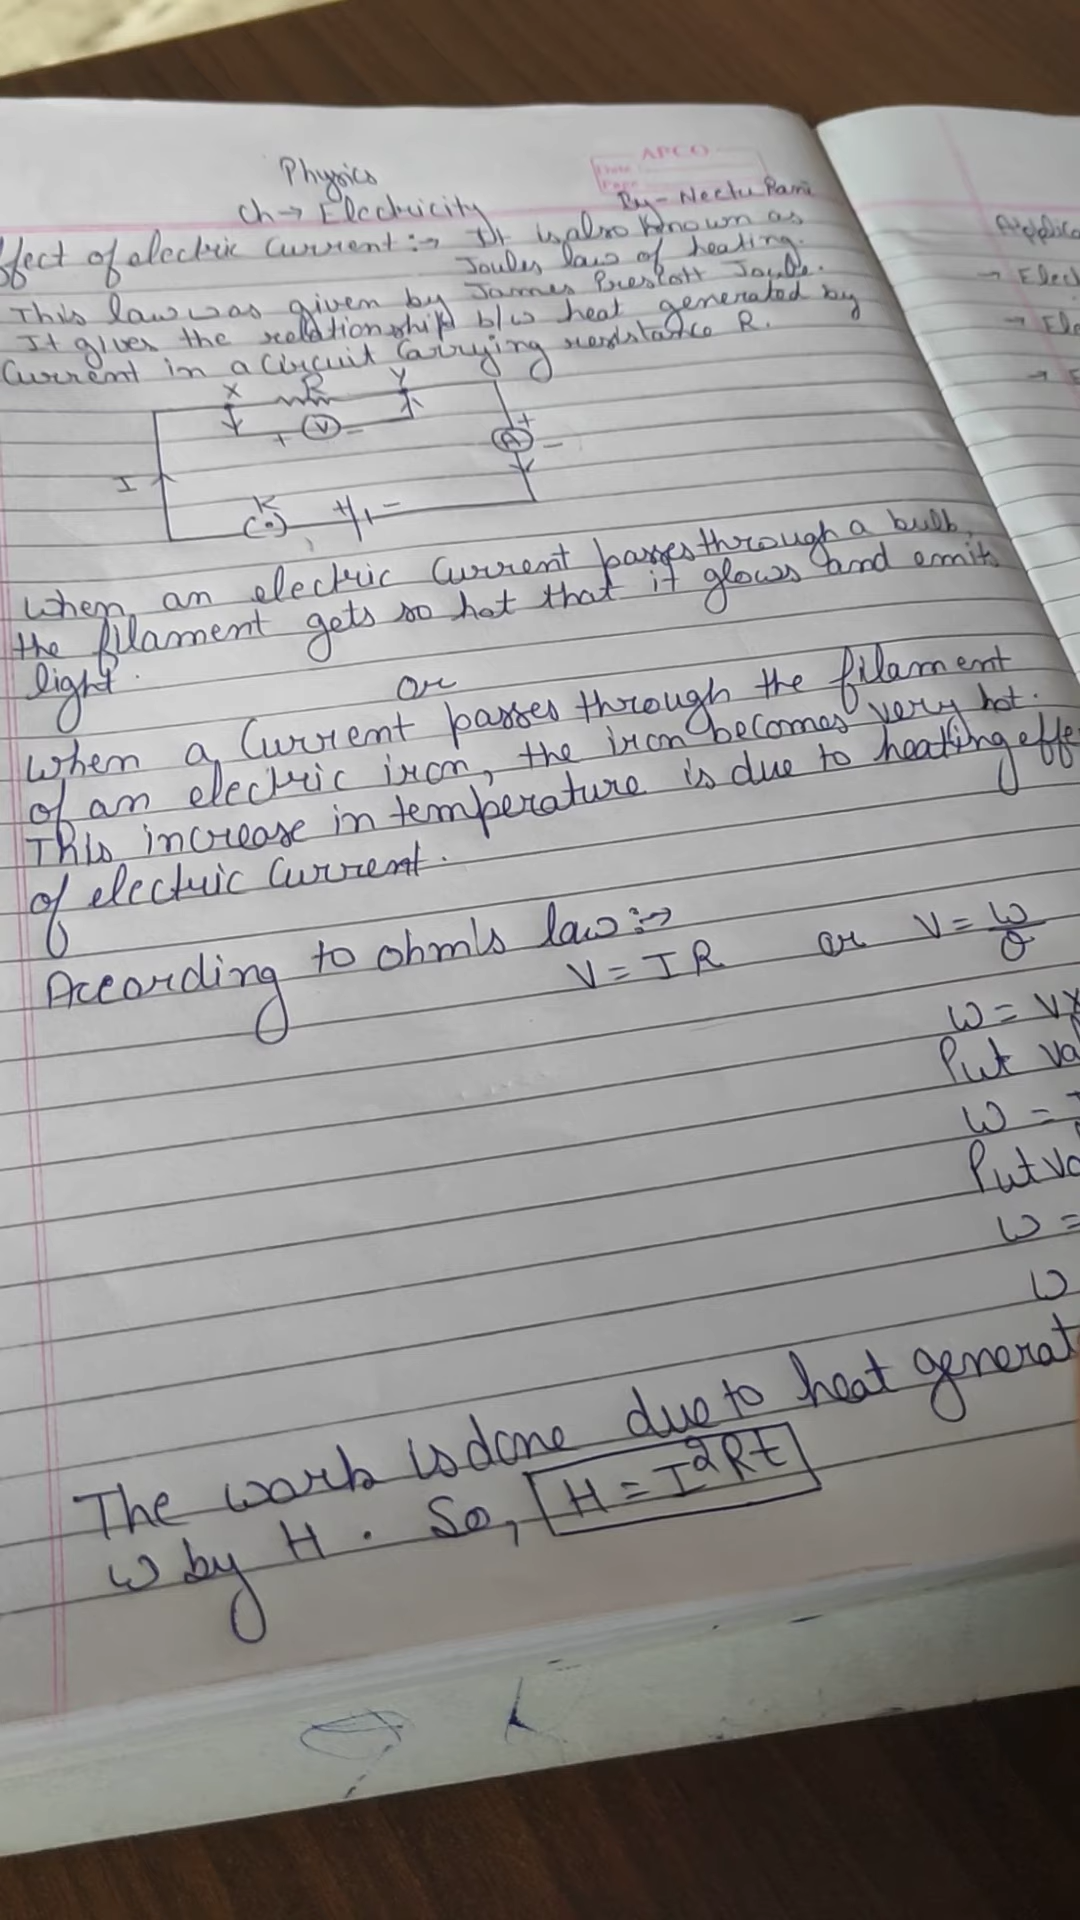 Physics
APCO
Date
Page
Ch → Electricity
By- Neetu Rani
ffect of electric Current :→ It is also known as
Joules law of heating.
This law was given by James Prescott Joule.
It gives the relationship b/w heat generated by
Current in a Circuit Carrying resistance R.
X R Y
+ V -
+
A -
I
K
+ -
When an electric Current passes through a bulb,
the filament gets so hot that it glows and emits
light.
or
When a Current passes through the filament
of an electric iron, the iron becomes very hot.
This increase in temperature is due to heating effe
of electric Current.
According to ohm's law :→
V = IR or V = W/Q
W = V×
Put va
W =
Put va
W =
W
The work is done due to heat generat
W by H. So, H = I²Rt
Applica
→ Elec
→ Ele
→ E